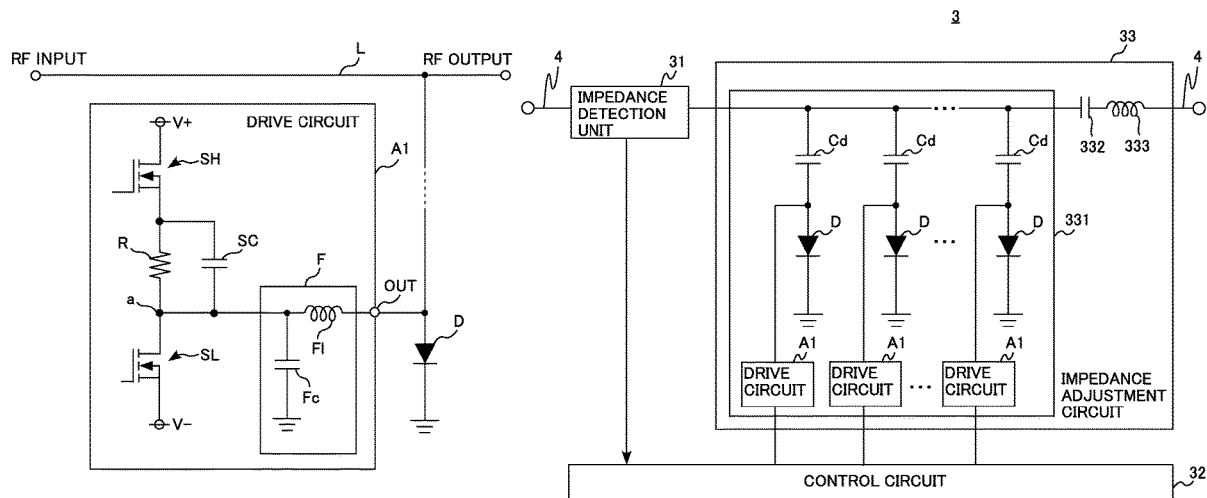 RF INPUT
L
RF OUTPUT
V+
DRIVE CIRCUIT
A1
SH
R
SC
F
OUT
a
Fl
D
SL
Fc
V-
3
33
4
31
4
IMPEDANCE
DETECTION
UNIT
...
332
333
Cd
Cd
Cd
D
D
...
D
331
A1
A1
A1
DRIVE
CIRCUIT
DRIVE
CIRCUIT
...
DRIVE
CIRCUIT
IMPEDANCE
ADJUSTMENT
CIRCUIT
CONTROL CIRCUIT
32